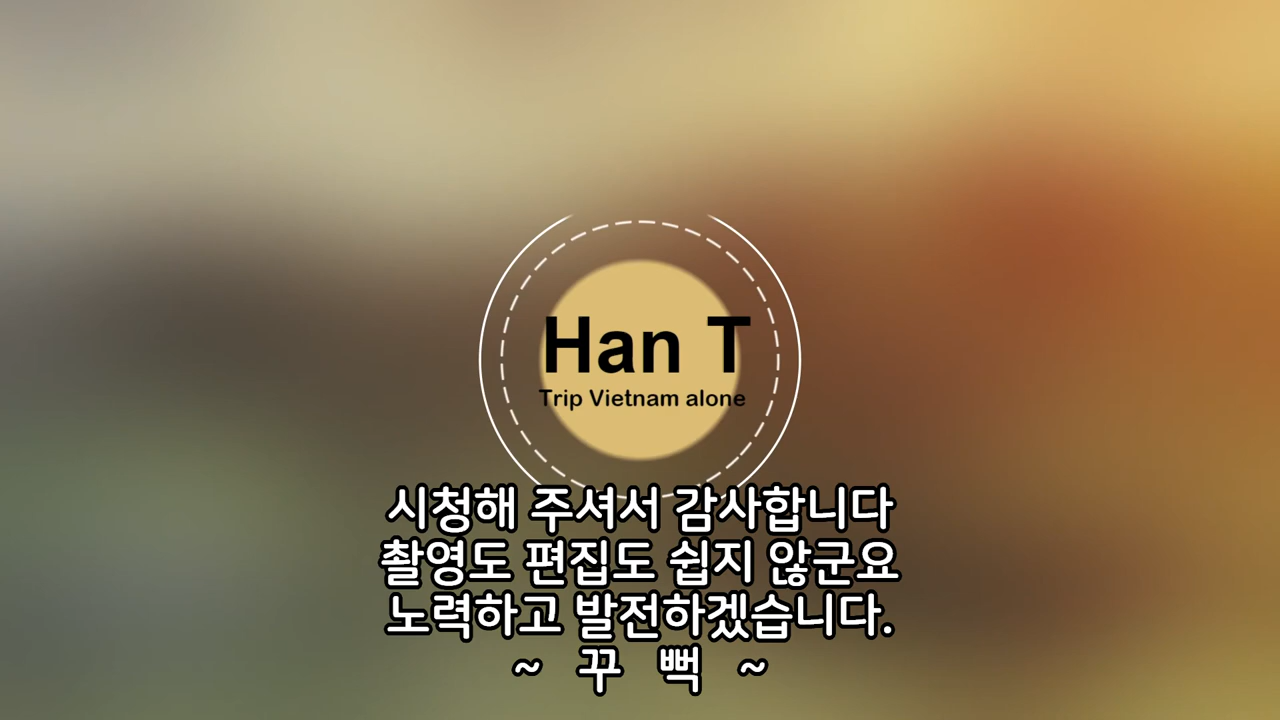 Han T
Trip Vietnam alone
시청해 주셔서 감사합니다
촬영도 편집도 쉽지 않군요
노력하고 발전하겠습니다.
~ 꾸 뻑 ~